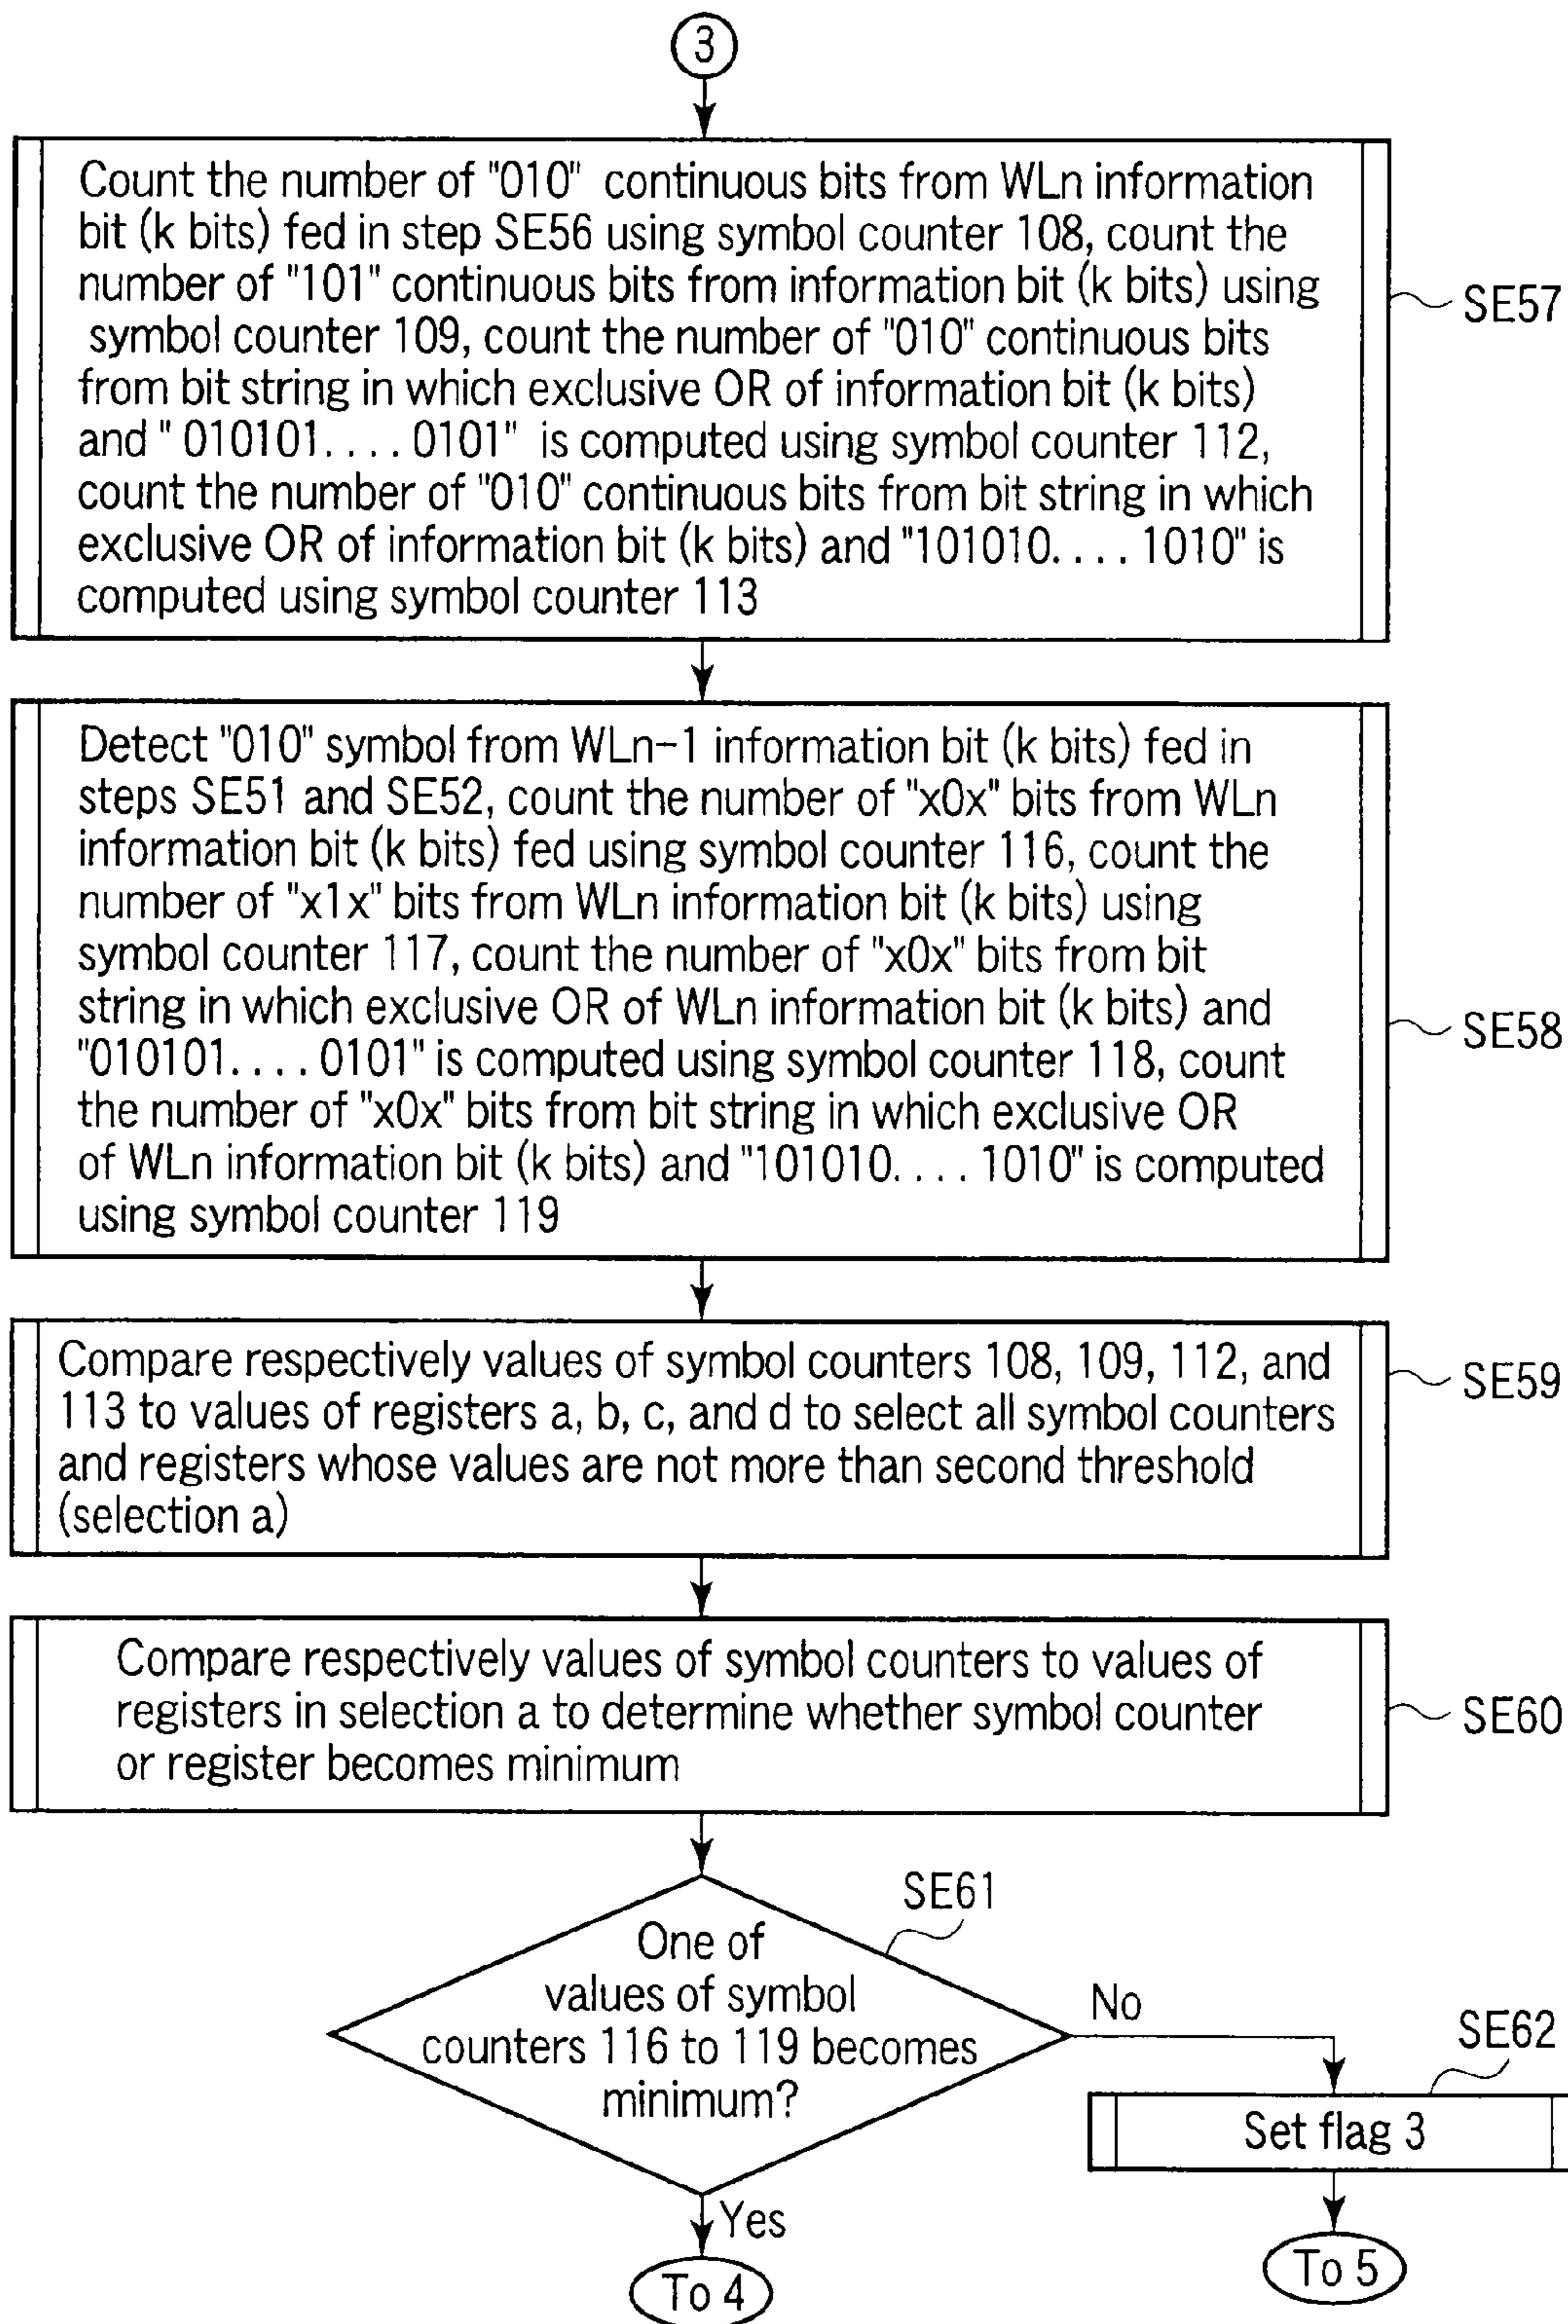 3
Count the number of "010" continuous bits from WLn information
bit (k bits) fed in step SE56 using symbol counter 108, count the
number of "101" continuous bits from information bit (k bits) using
symbol counter 109, count the number of "010" continuous bits
from bit string in which exclusive OR of information bit (k bits)
and " 010101. . . . 0101" is computed using symbol counter 112,
count the number of "010" continuous bits from bit string in which
exclusive OR of information bit (k bits) and "101010. . . . 1010" is
computed using symbol counter 113
SE57
Detect "010" symbol from WLn-1 information bit (k bits) fed in
steps SE51 and SE52, count the number of "x0x" bits from WLn
information bit (k bits) fed using symbol counter 116, count the
number of "x1x" bits from WLn information bit (k bits) using
symbol counter 117, count the number of "x0x" bits from bit
string in which exclusive OR of WLn information bit (k bits) and
"010101. . . . 0101" is computed using symbol counter 118, count
the number of "x0x" bits from bit string in which exclusive OR
of WLn information bit (k bits) and "101010. . . . 1010" is computed
using symbol counter 119
SE58
Compare respectively values of symbol counters 108, 109, 112, and
113 to values of registers a, b, c, and d to select all symbol counters
and registers whose values are not more than second threshold
(selection a)
SE59
Compare respectively values of symbol counters to values of
registers in selection a to determine whether symbol counter
or register becomes minimum
SE60
SE61
One of
values of symbol
counters 116 to 119 becomes
minimum?
No
SE62
Set flag 3
Yes
To 4
To 5